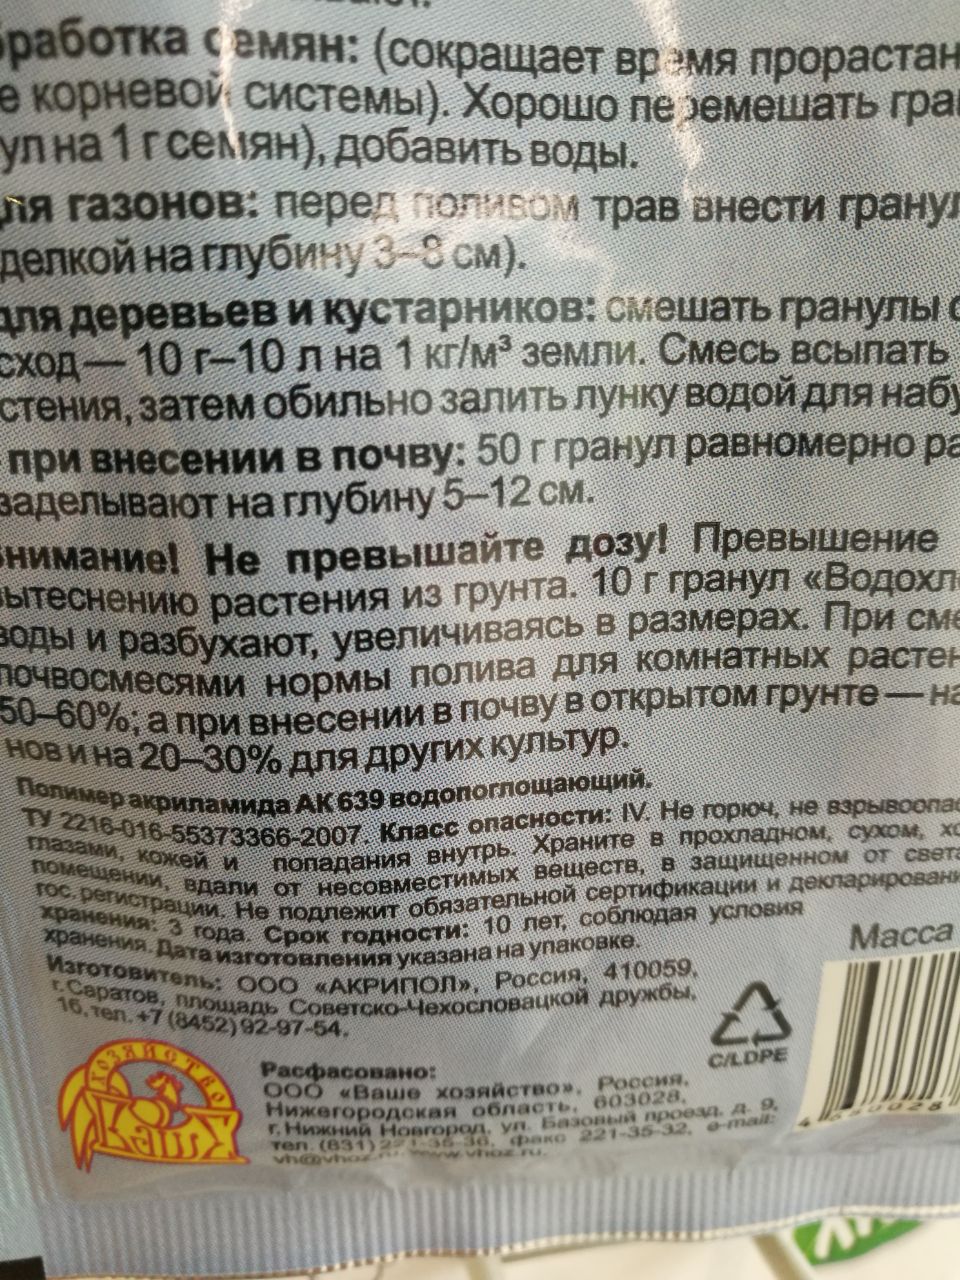 работка семян: (сокращает время прорастан
е корневой системы). Хорошо перемешать гра
ул на 1 г семян), добавить воды.
ля газонов: перед поливом трав внести грану
делкой на глубину 3–8 см).
для деревьев и кустарников: смешать гранулы с
сход — 10 г–10 л на 1 кг/м³ земли. Смесь всыпать
стения, затем обильно залить лунку водой для набу
при внесении в почву: 50 г гранул равномерно ра
заделывают на глубину 5–12 см.
нимание! Не превышайте дозу! Превышение
вытеснению растения из грунта. 10 г гранул «Водохл
воды и разбухают, увеличиваясь в размерах. При сме
почвосмесями нормы полива для комнатных расте
50–60%; а при внесении в почву в открытом грунте — на
нов и на 20–30% для других культур.
Полимер акриламида АК 639 водопоглощающий.
ТУ 2216-016-55373366-2007. Класс опасности: IV. Не горюч, не взрывоопас
глазами, кожей и попадания внутрь. Храните в прохладном, сухом, хо
помещении, вдали от несовместимых веществ, в защищенном от света
гос. регистрации. Не подлежит обязательной сертификации и декларировани
хранения: 3 года. Срок годности: 10 лет, соблюдая условия
хранения. Дата изготовления указана на упаковке.
Масса
Изготовитель: ООО «АКРИПОЛ», Россия, 410059,
г.Саратов, площадь Советско-Чехословацкой дружбы,
16, тел. +7 (8452) 92-97-54.
C/LDPE
ХОЗЯЙСТВО
ВАШЕ
Расфасовано:
ООО «Ваше хозяйство», Россия,
Нижегородская область, 603028,
г. Нижний Новгород, ул. Базовый проезд, д. 9,
тел. (831) 221-35-36, факс 221-35-32, e-mail: